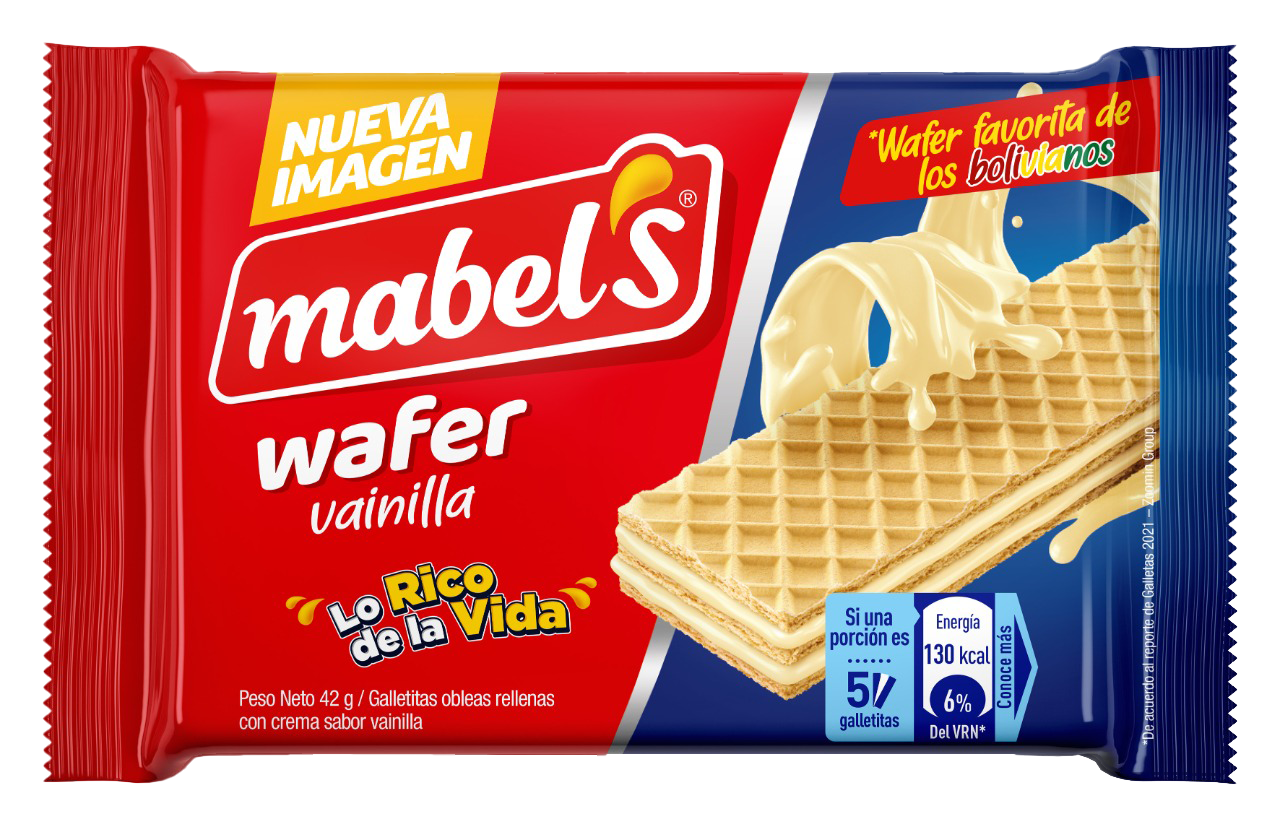 NUEVA
IMAGEN
mabel's®
wafer
vainilla
Lo Rico
de la Vida
Peso Neto 42 g / Galletitas obleas rellenas
con crema sabor vainilla
*Wafer favorita de
los bolivianos
Si una
porción es
......
5
galletitas
Energía
130 kcal
6%
Del VRN*
Conoce más
*De acuerdo al reporte de Galletas 2021 – Zoomin Group